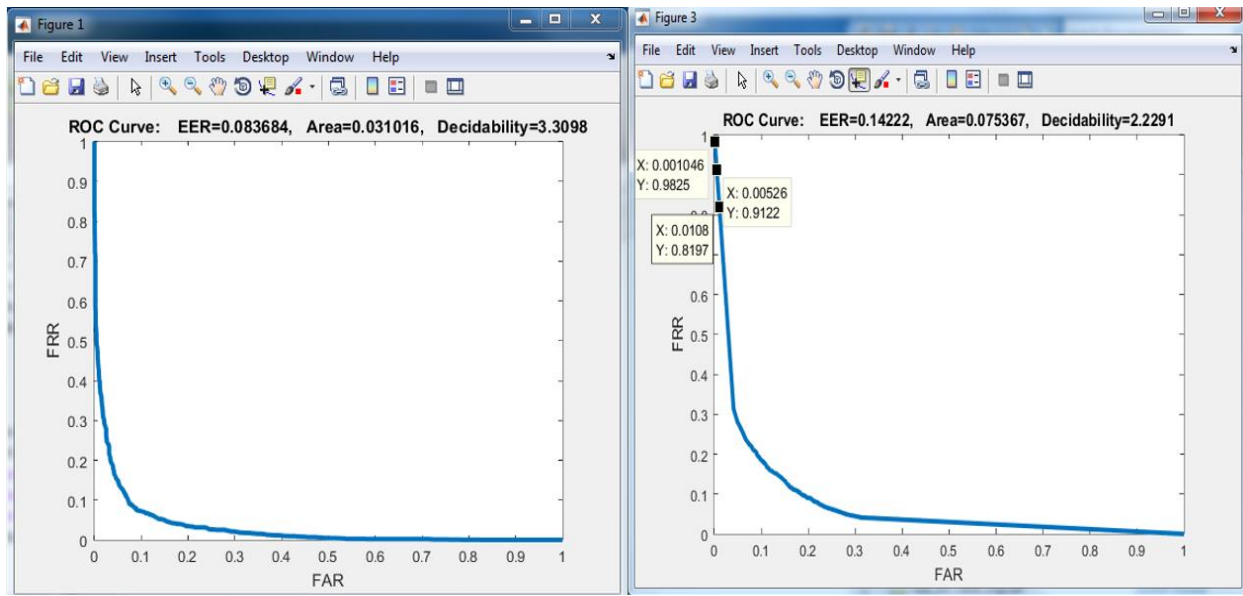 Figure 1
File Edit View Insert Tools Desktop Window Help
ROC Curve: EER=0.083684, Area=0.031016, Decidability=3.3098
1
0.9
0.8
0.7
0.6
0.5
0.4
0.3
0.2
0.1
0
FRR
0 0.1 0.2 0.3 0.4 0.5 0.6 0.7 0.8 0.9 1
FAR
Figure 3
File Edit View Insert Tools Desktop Window Help
ROC Curve: EER=0.14222, Area=0.075367, Decidability=2.2291
1
X: 0.001046
Y: 0.9825
X: 0.00526
Y: 0.9122
X: 0.0108
Y: 0.8197
0.6
0.5
0.4
0.3
0.2
0.1
0
FRR
0 0.1 0.2 0.3 0.4 0.5 0.6 0.7 0.8 0.9 1
FAR